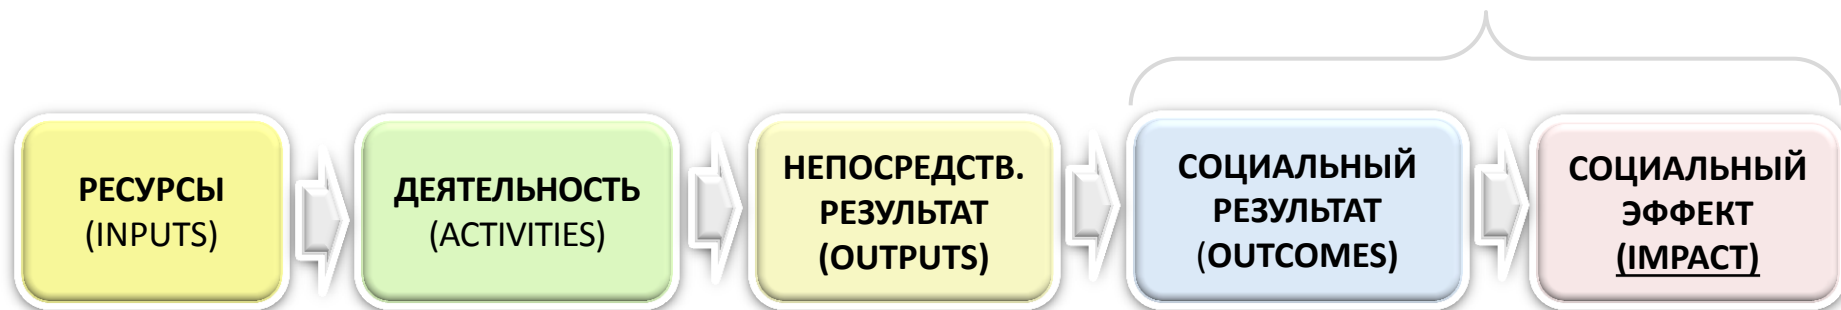 РЕСУРСЫ
(INPUTS)
ДЕЯТЕЛЬНОСТЬ
(ACTIVITIES)
НЕПОСРЕДСТВ.
РЕЗУЛЬТАТ
(OUTPUTS)
СОЦИАЛЬНЫЙ
РЕЗУЛЬТАТ
(OUTCOMES)
СОЦИАЛЬНЫЙ
ЭФФЕКТ
(IMPACT)